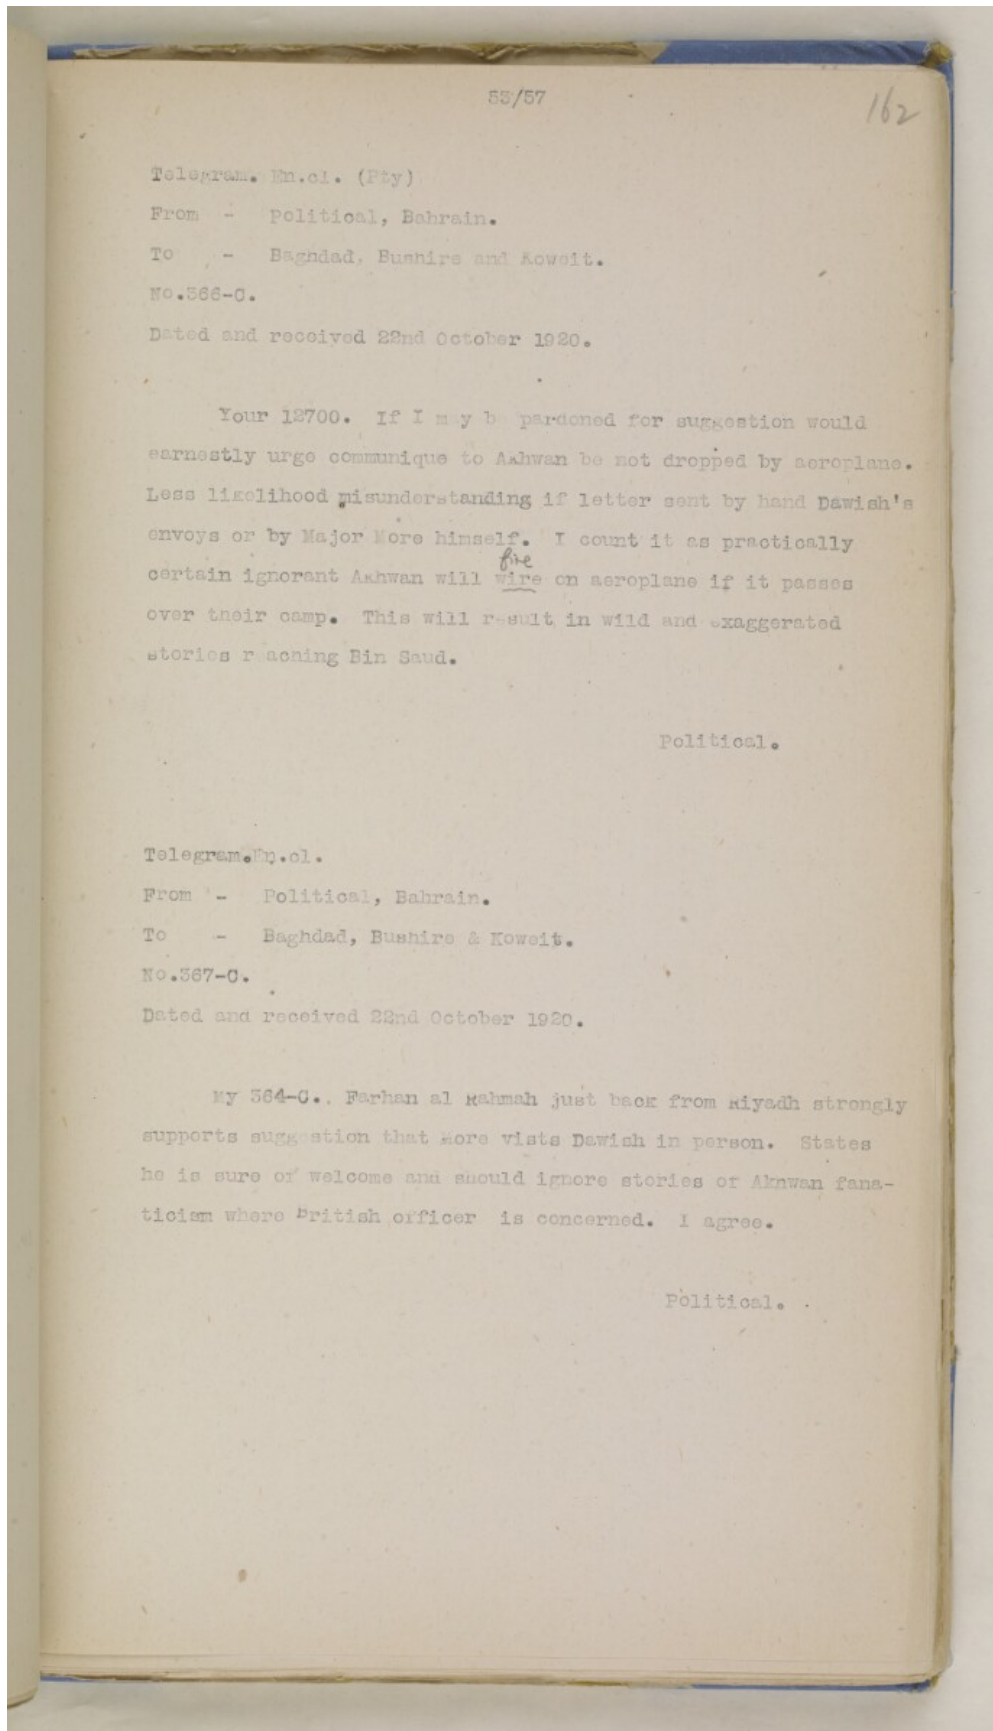 53/57
162
Telegram. En.cl. (Pty)
From - Political, Bahrain.
To - Baghdad, Bushire and Koweit.
No.366-C.
Dated and received 22nd October 1920.
Your 12700. If I may be pardoned for suggestion would
earnestly urge communique to Akhwan be not dropped by aeroplane.
Less likelihood misunderstanding if letter sent by hand Dawish's
envoys or by Major More himself. I count it as practically
fire
certain ignorant Akhwan will wire on aeroplane if it passes
over their camp. This will result in wild and exaggerated
stories reaching Bin Saud.
Political.
Telegram.En.cl.
From - Political, Bahrain.
To - Baghdad, Bushire & Koweit.
No.367-C.
Dated and received 22nd October 1920.
My 364-C.. Farhan al Rahmah just back from Riyadh strongly
supports suggestion that More vists Dawish in person. States
he is sure of welcome and should ignore stories of Akhwan fana-
ticism where British officer is concerned. I agree.
Political.